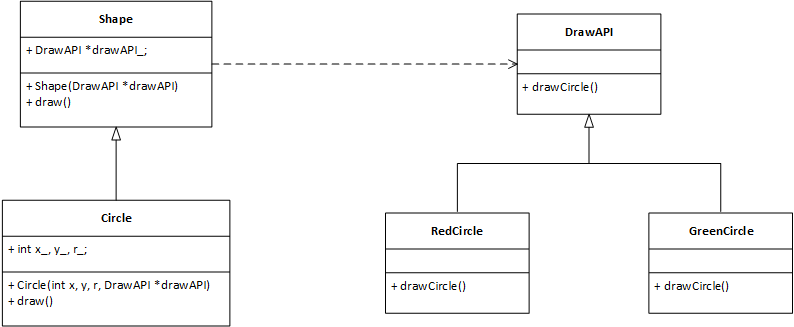 Shape
+ DrawAPI *drawAPI_;
+ Shape(DrawAPI *drawAPI)
+ draw()
DrawAPI
+ drawCircle()
Circle
+ int x_, y_, r_;
+ Circle(int x, y, r, DrawAPI *drawAPI)
+ draw()
RedCircle
+ drawCircle()
GreenCircle
+ drawCircle()